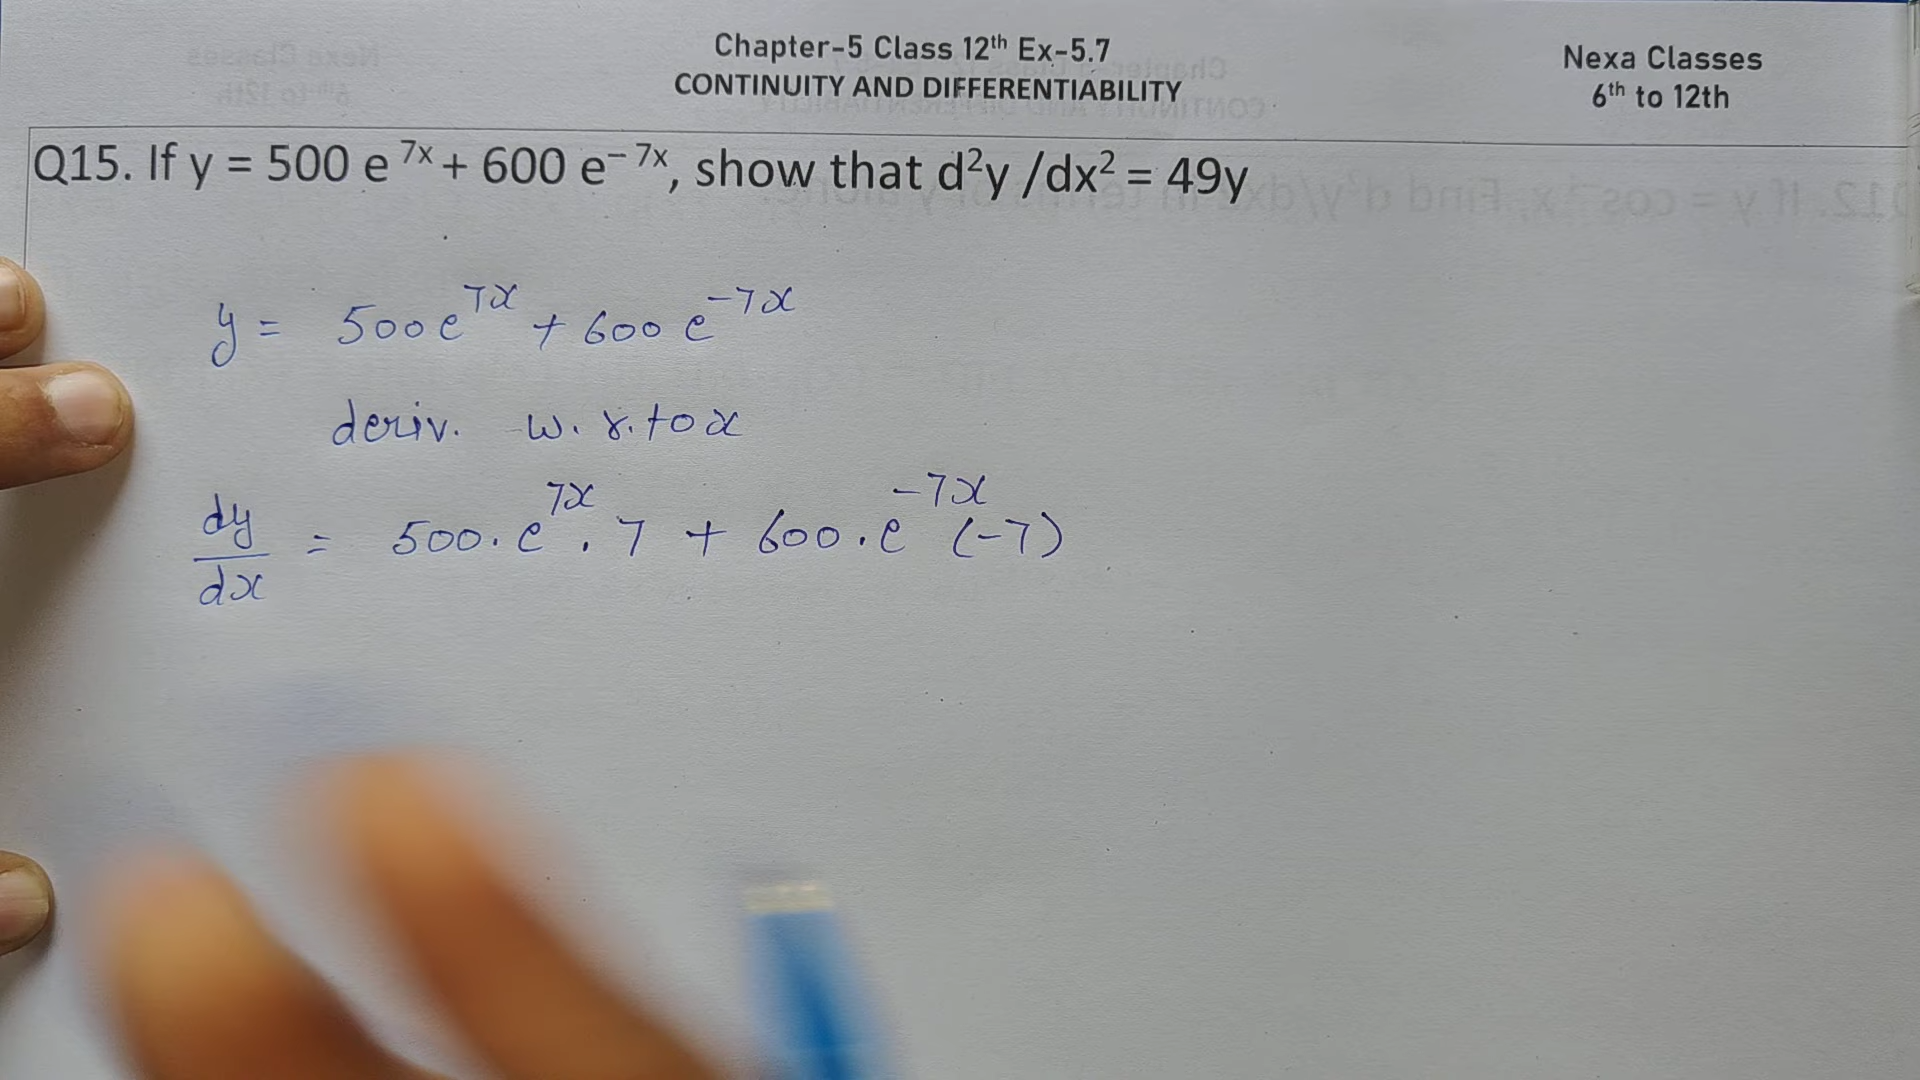 Chapter-5 Class 12th Ex-5.7
CONTINUITY AND DIFFERENTIABILITY
Nexa Classes
6th to 12th
Q15. If y = 500 e⁷ˣ + 600 e⁻⁷ˣ, show that d²y /dx² = 49y
y = 500e⁷ˣ + 600 e⁻⁷ˣ
deriv. w.r.to x
dy/dx = 500.e⁷ˣ.7 + 600.e⁻⁷ˣ(-7)